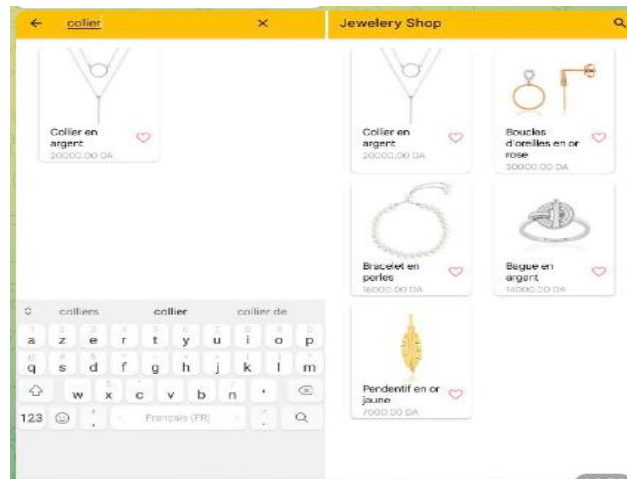 collier
Collier en
argent
20000.00 DA
colliers collier collier de
a z e r t y u i o p
q s d f g h j k l m
w x c v b n '
123 Français (FR)
Jewelery Shop
Collier en
argent
20000.00 DA
Boucles
d'oreilles en or
rose
30000.00 DA
Bracelet en
perles
16000.00 DA
Bague en
argent
14000.00 DA
Pendentif en or
jaune
7000.00 DA